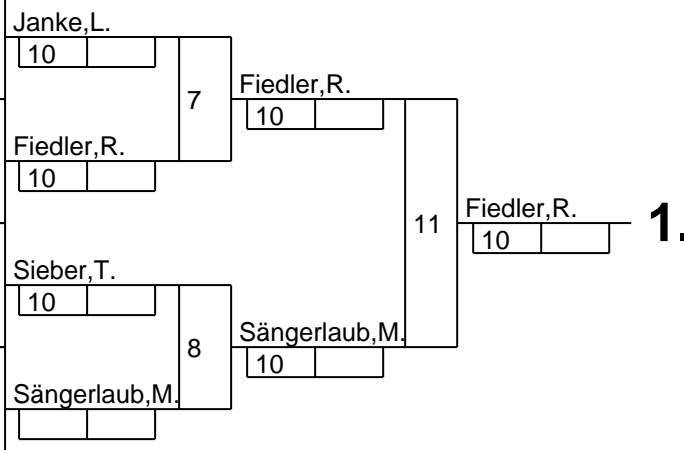 Janke,L.
10
7
Fiedler,R.
10
Fiedler,R.
10
11
Fiedler,R.
10
1.
Sieber,T.
10
8
Sängerlaub,M.
10
Sängerlaub,M.